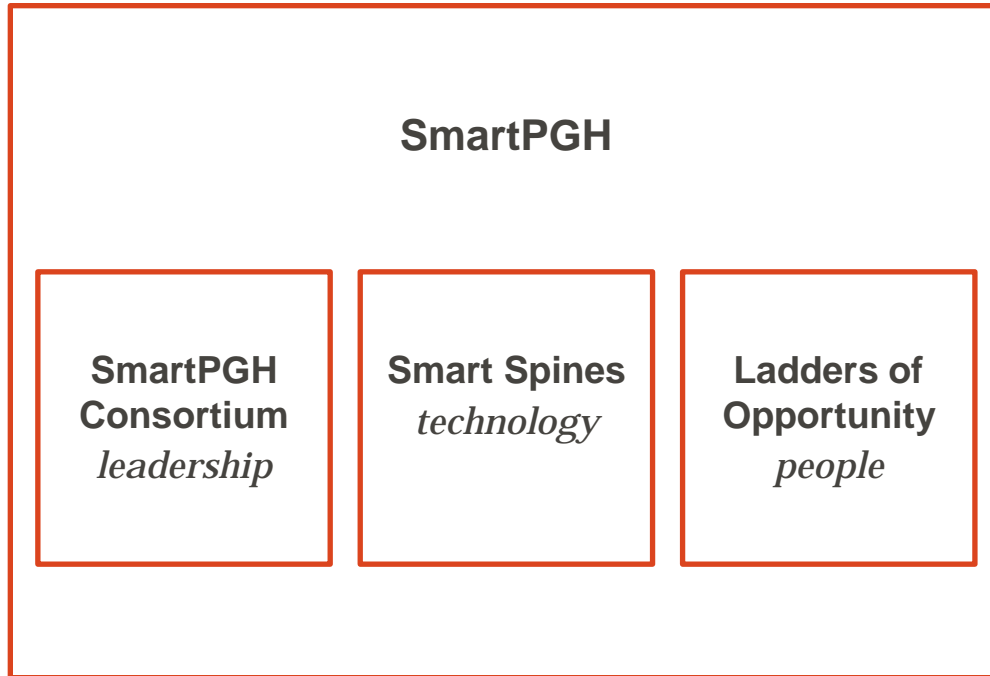 SmartPGH
SmartPGH
Consortium
leadership
Smart Spines
technology
Ladders of
Opportunity
people